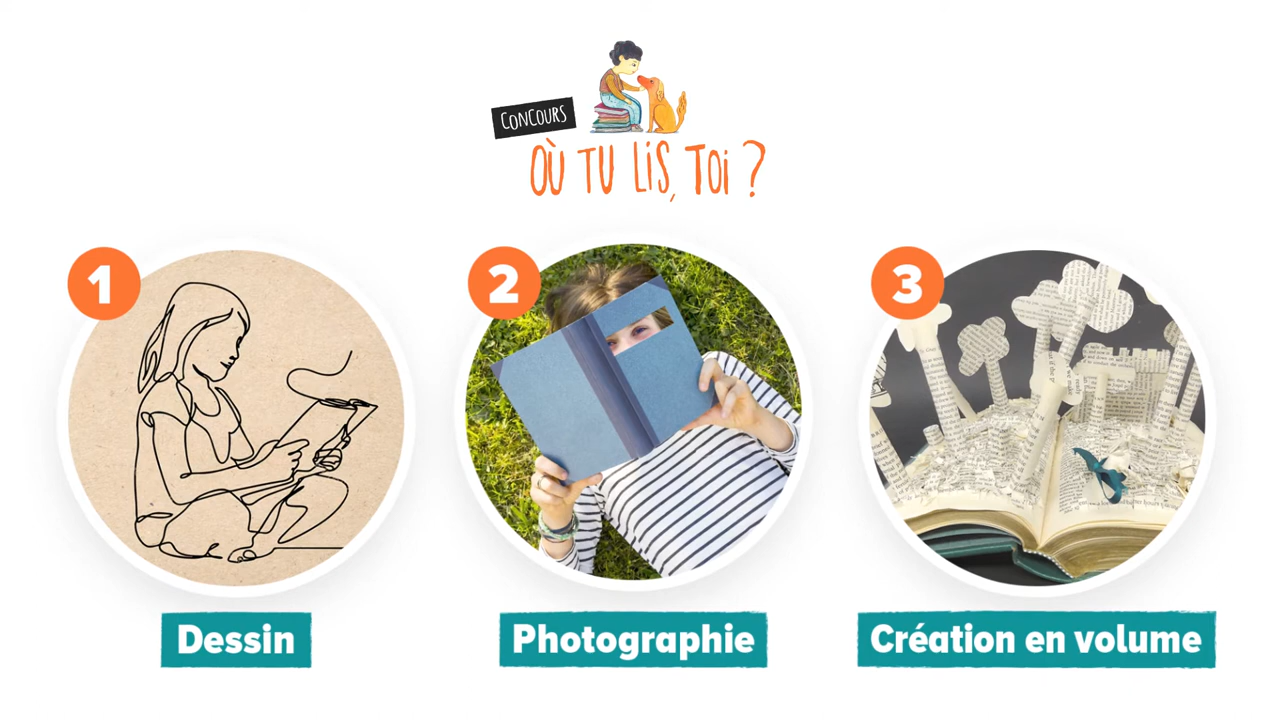 CONCOURS
OÙ TU LIS, TOI ?
1
2
3
Dessin
Photographie
Création en volume